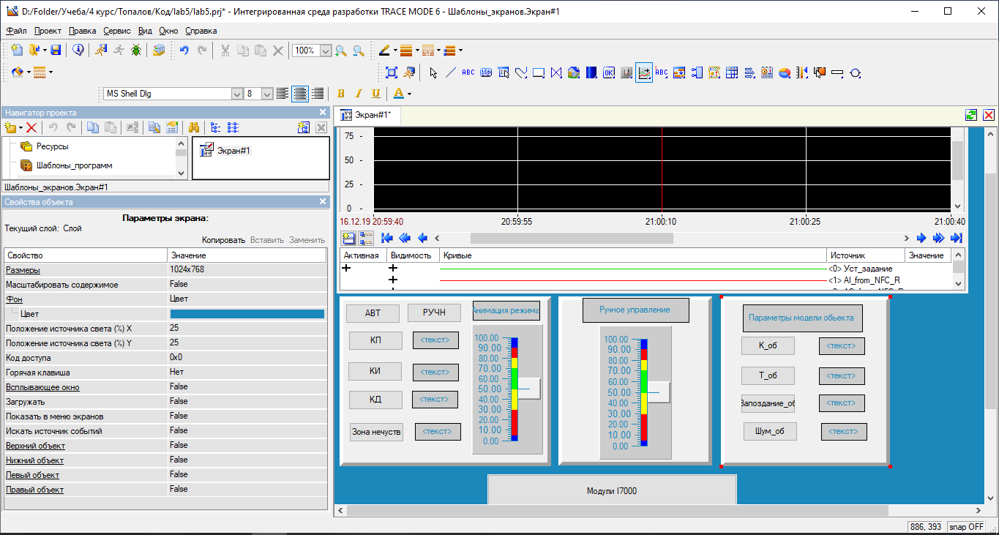 D:/Folder/Учеба/4 курс/Топалов/Код/lab5/lab5.prj* - Интегрированная среда разработки TRACE MODE 6 - Шаблоны_экранов.Экран#1
Файл Проект Правка Сервис Вид Окно Справка
100%
ABC
OK
ABC
MS Shell Dlg 8 B I U A
Навигатор проекта
Ресурсы
Шаблоны_программ
Экран#1
Шаблоны_экранов.Экран#1
Свойства объекта
Параметры экрана:
Текущий слой: Слой
Копировать Вставить Заменить
Свойство Значение
Размеры 1024x768
Масштабировать содержимое False
Фон Цвет
Цвет
Положение источника света (%) X 25
Положение источника света (%) Y 25
Код доступа 0x0
Горячая клавиша Нет
Всплывающее окно False
Загружать False
Показать в меню экранов False
Искать источник событий False
Верхний объект False
Нижний объект False
Левый объект False
Правый объект False
Экран#1*
75 -
50 -
25 -
0 -
16.12.19 20:59:40 20:59:55 21:00:10 21:00:25 21:00:40
Активная Видимость Кривые Источник Значение
<0> Уст_задание
<1> AI_from_NFC_R
АВТ РУЧН Анимация режима
КП <текст>
КИ <текст>
КД <текст>
Зона нечуств <текст>
100.00
90.00
80.00
70.00
60.00
50.00
40.00
30.00
20.00
10.00
0.00
Ручное управление
100.00
90.00
80.00
70.00
60.00
50.00
40.00
30.00
20.00
10.00
0.00
Параметры модели обьекта
К_об <текст>
Т_об <текст>
Запоздание_об <текст>
Шум_об <текст>
Модули I7000
886, 393 snap OFF